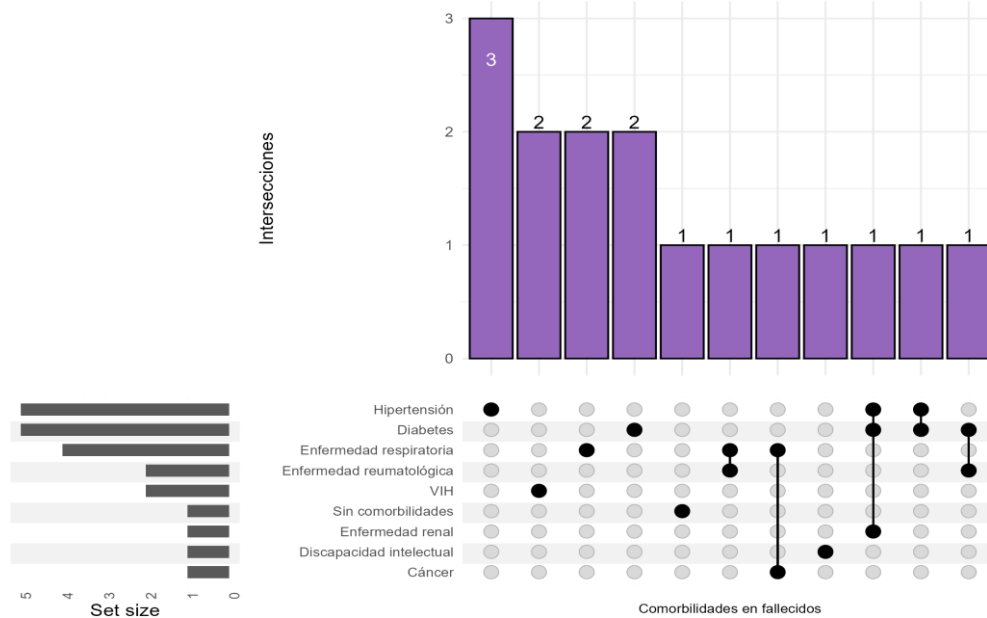 3
2
1
0
Intersecciones
3
2
2
2
1
1
1
1
1
1
1
Hipertensión
Diabetes
Enfermedad respiratoria
Enfermedad reumatológica
VIH
Sin comorbilidades
Enfermedad renal
Discapacidad intelectual
Cáncer
5
4
3
2
1
0
Set size
Comorbilidades en fallecidos